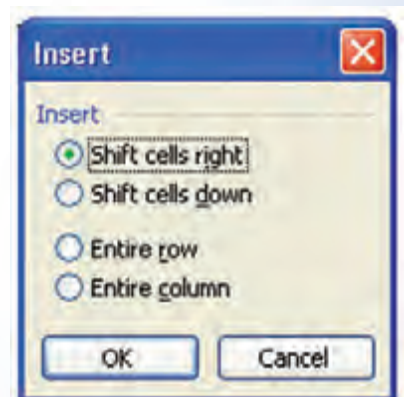 Insert
Insert
Shift cells right
Shift cells down
Entire row
Entire column
OK Cancel